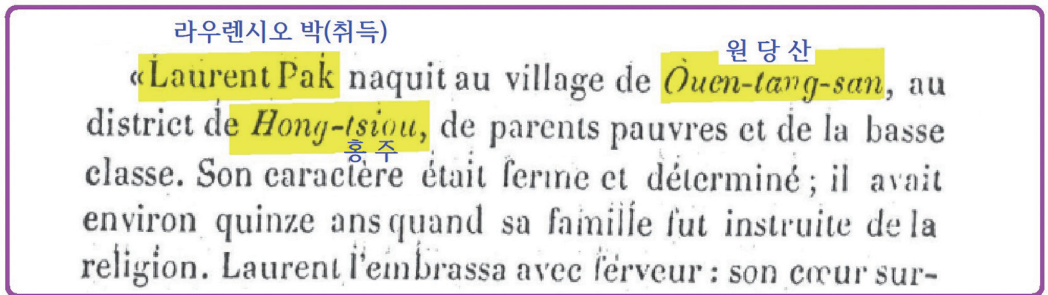 라우렌시오 박(취득)
원 당 산
«Laurent Pak naquit au village de Ouen-tang-san, au
district de Hong-tsiou, de parents pauvres et de la basse
홍 주
classe. Son caractère était ferme et déterminé ; il avait
environ quinze ans quand sa famille fut instruite de la
religion. Laurent l'embrassa avec ferveur : son cœur sur-